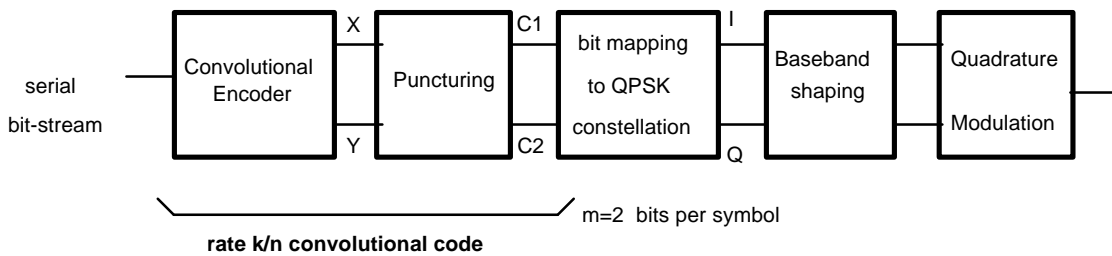 serial
bit-stream
Convolutional
Encoder
X
Y
Puncturing
C1
C2
bit mapping
to QPSK
constellation
I
Q
Baseband
shaping
Quadrature
Modulation
m=2 bits per symbol
rate k/n convolutional code